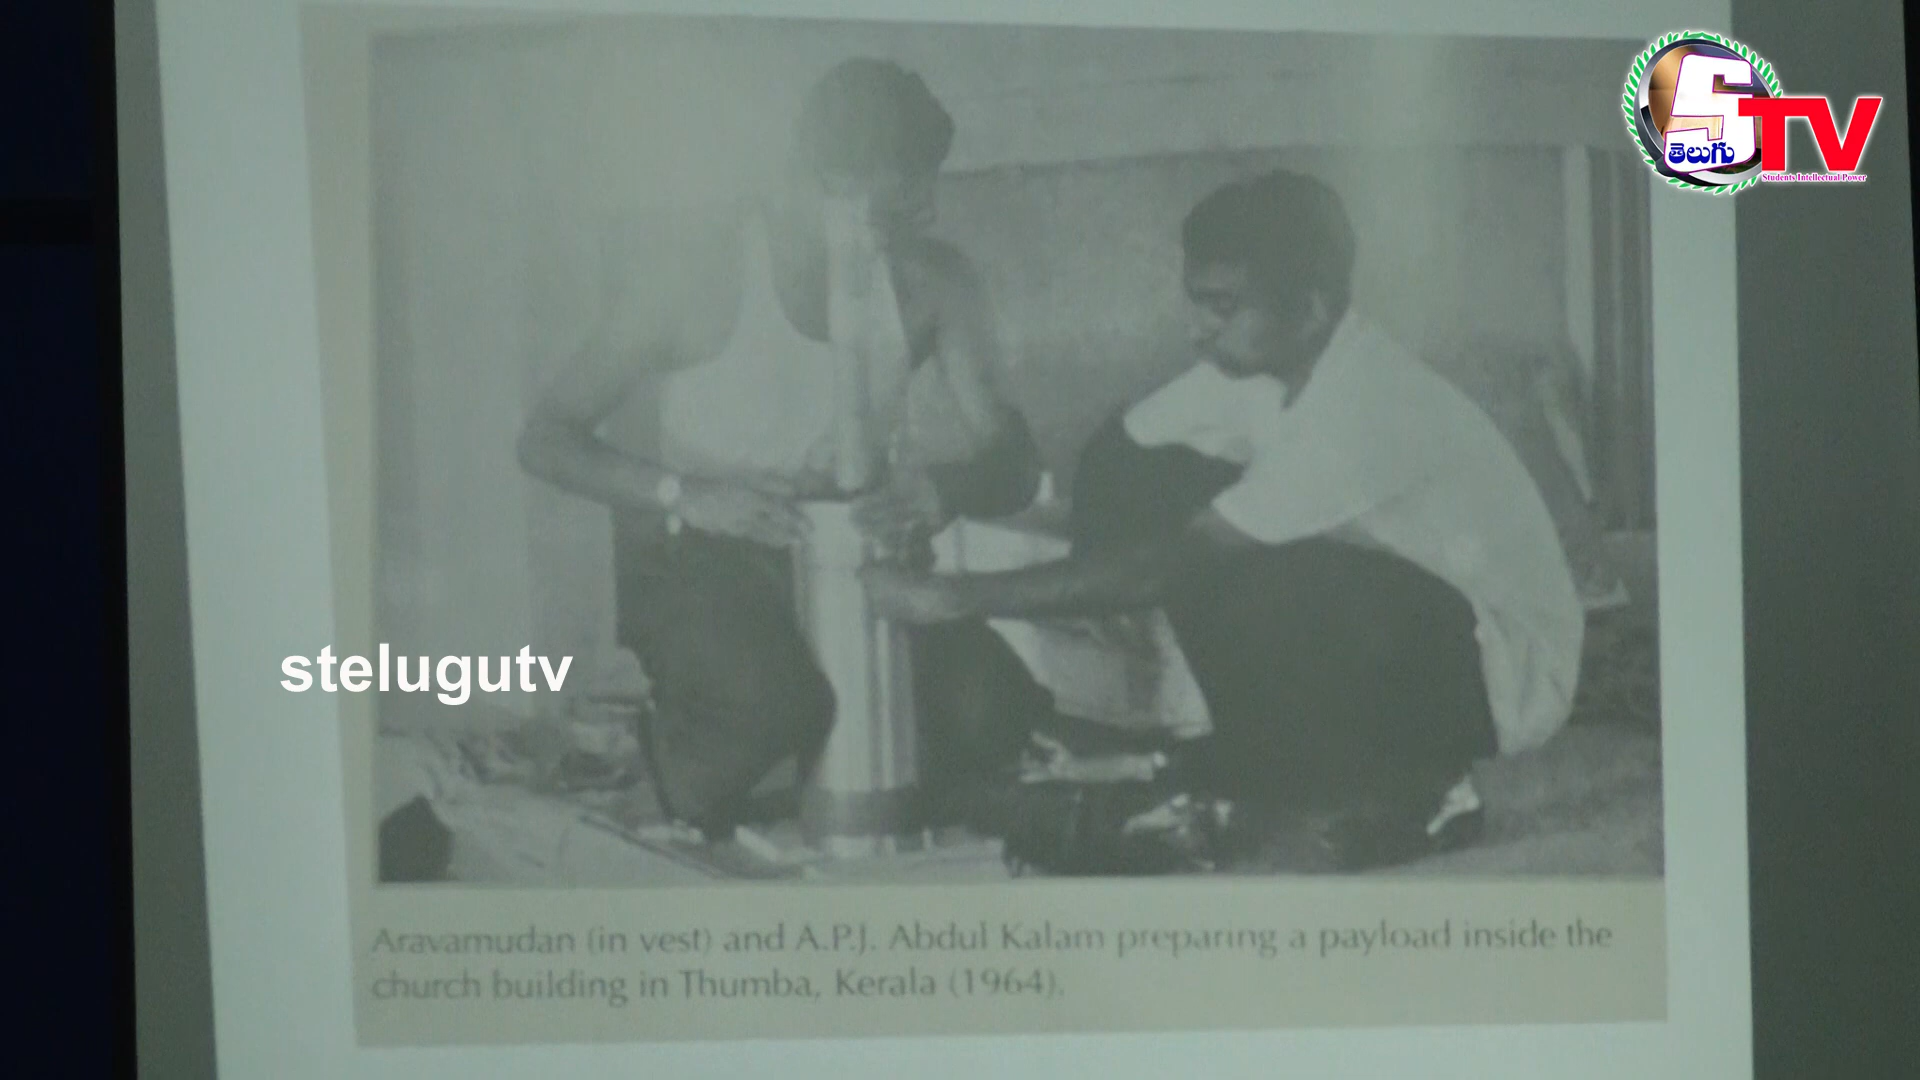 S TV
తెలుగు
Students Intellectual Power
stelugutv
Aravamudan (in vest) and A.P.J. Abdul Kalam preparing a payload inside the
church building in Thumba, Kerala (1964).